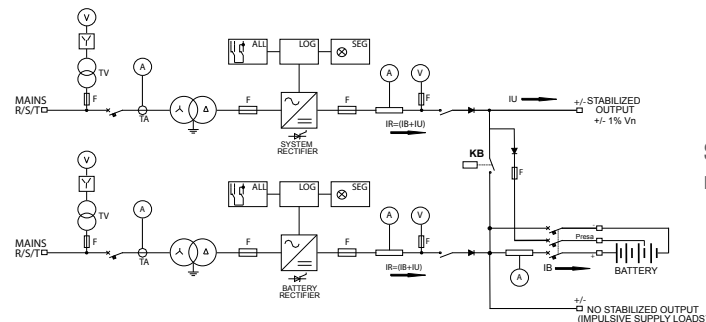 V
Y
TV
A
ALL
LOG
SEG
A
V
IU
MAINS
R/S/T
F
TA
F
F
F
+/- STABILIZED
OUTPUT
+/- 1% Vn
SYSTEM
RECTIFIER
IR=(IB+IU)
KB
F
V
Y
TV
A
ALL
LOG
SEG
A
V
MAINS
R/S/T
F
TA
F
F
F
Presa
-
+
IB
A
BATTERY
BATTERY
RECTIFIER
IR=(IB+IU)
+/-
NO STABILIZED OUTPUT
(IMPULSIVE SUPPLY LOADS)